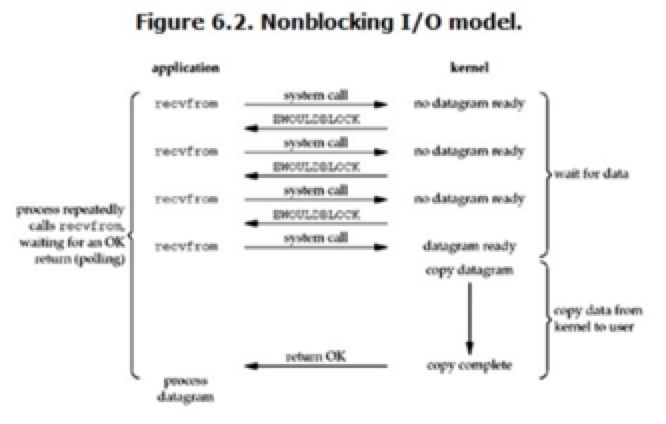 Figure 6.2. Nonblocking I/O model.
application kernel
recvfrom system call no datagram ready
EWOULDBLOCK
recvfrom system call no datagram ready
EWOULDBLOCK
wait for data
recvfrom system call no datagram ready
EWOULDBLOCK
process repeatedly
calls recvfrom,
waiting for an OK
return (polling)
recvfrom system call datagram ready
copy datagram
copy data from
kernel to user
return OK copy complete
process
datagram